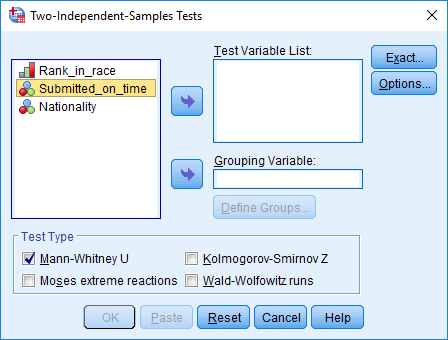 Two-Independent-Samples Tests
Test Variable List:
Rank_in_race
Submitted_on_time
Nationality
Exact...
Options...
Grouping Variable:
Define Groups...
Test Type
Mann-Whitney U
Kolmogorov-Smirnov Z
Moses extreme reactions
Wald-Wolfowitz runs
OK Paste Reset Cancel Help